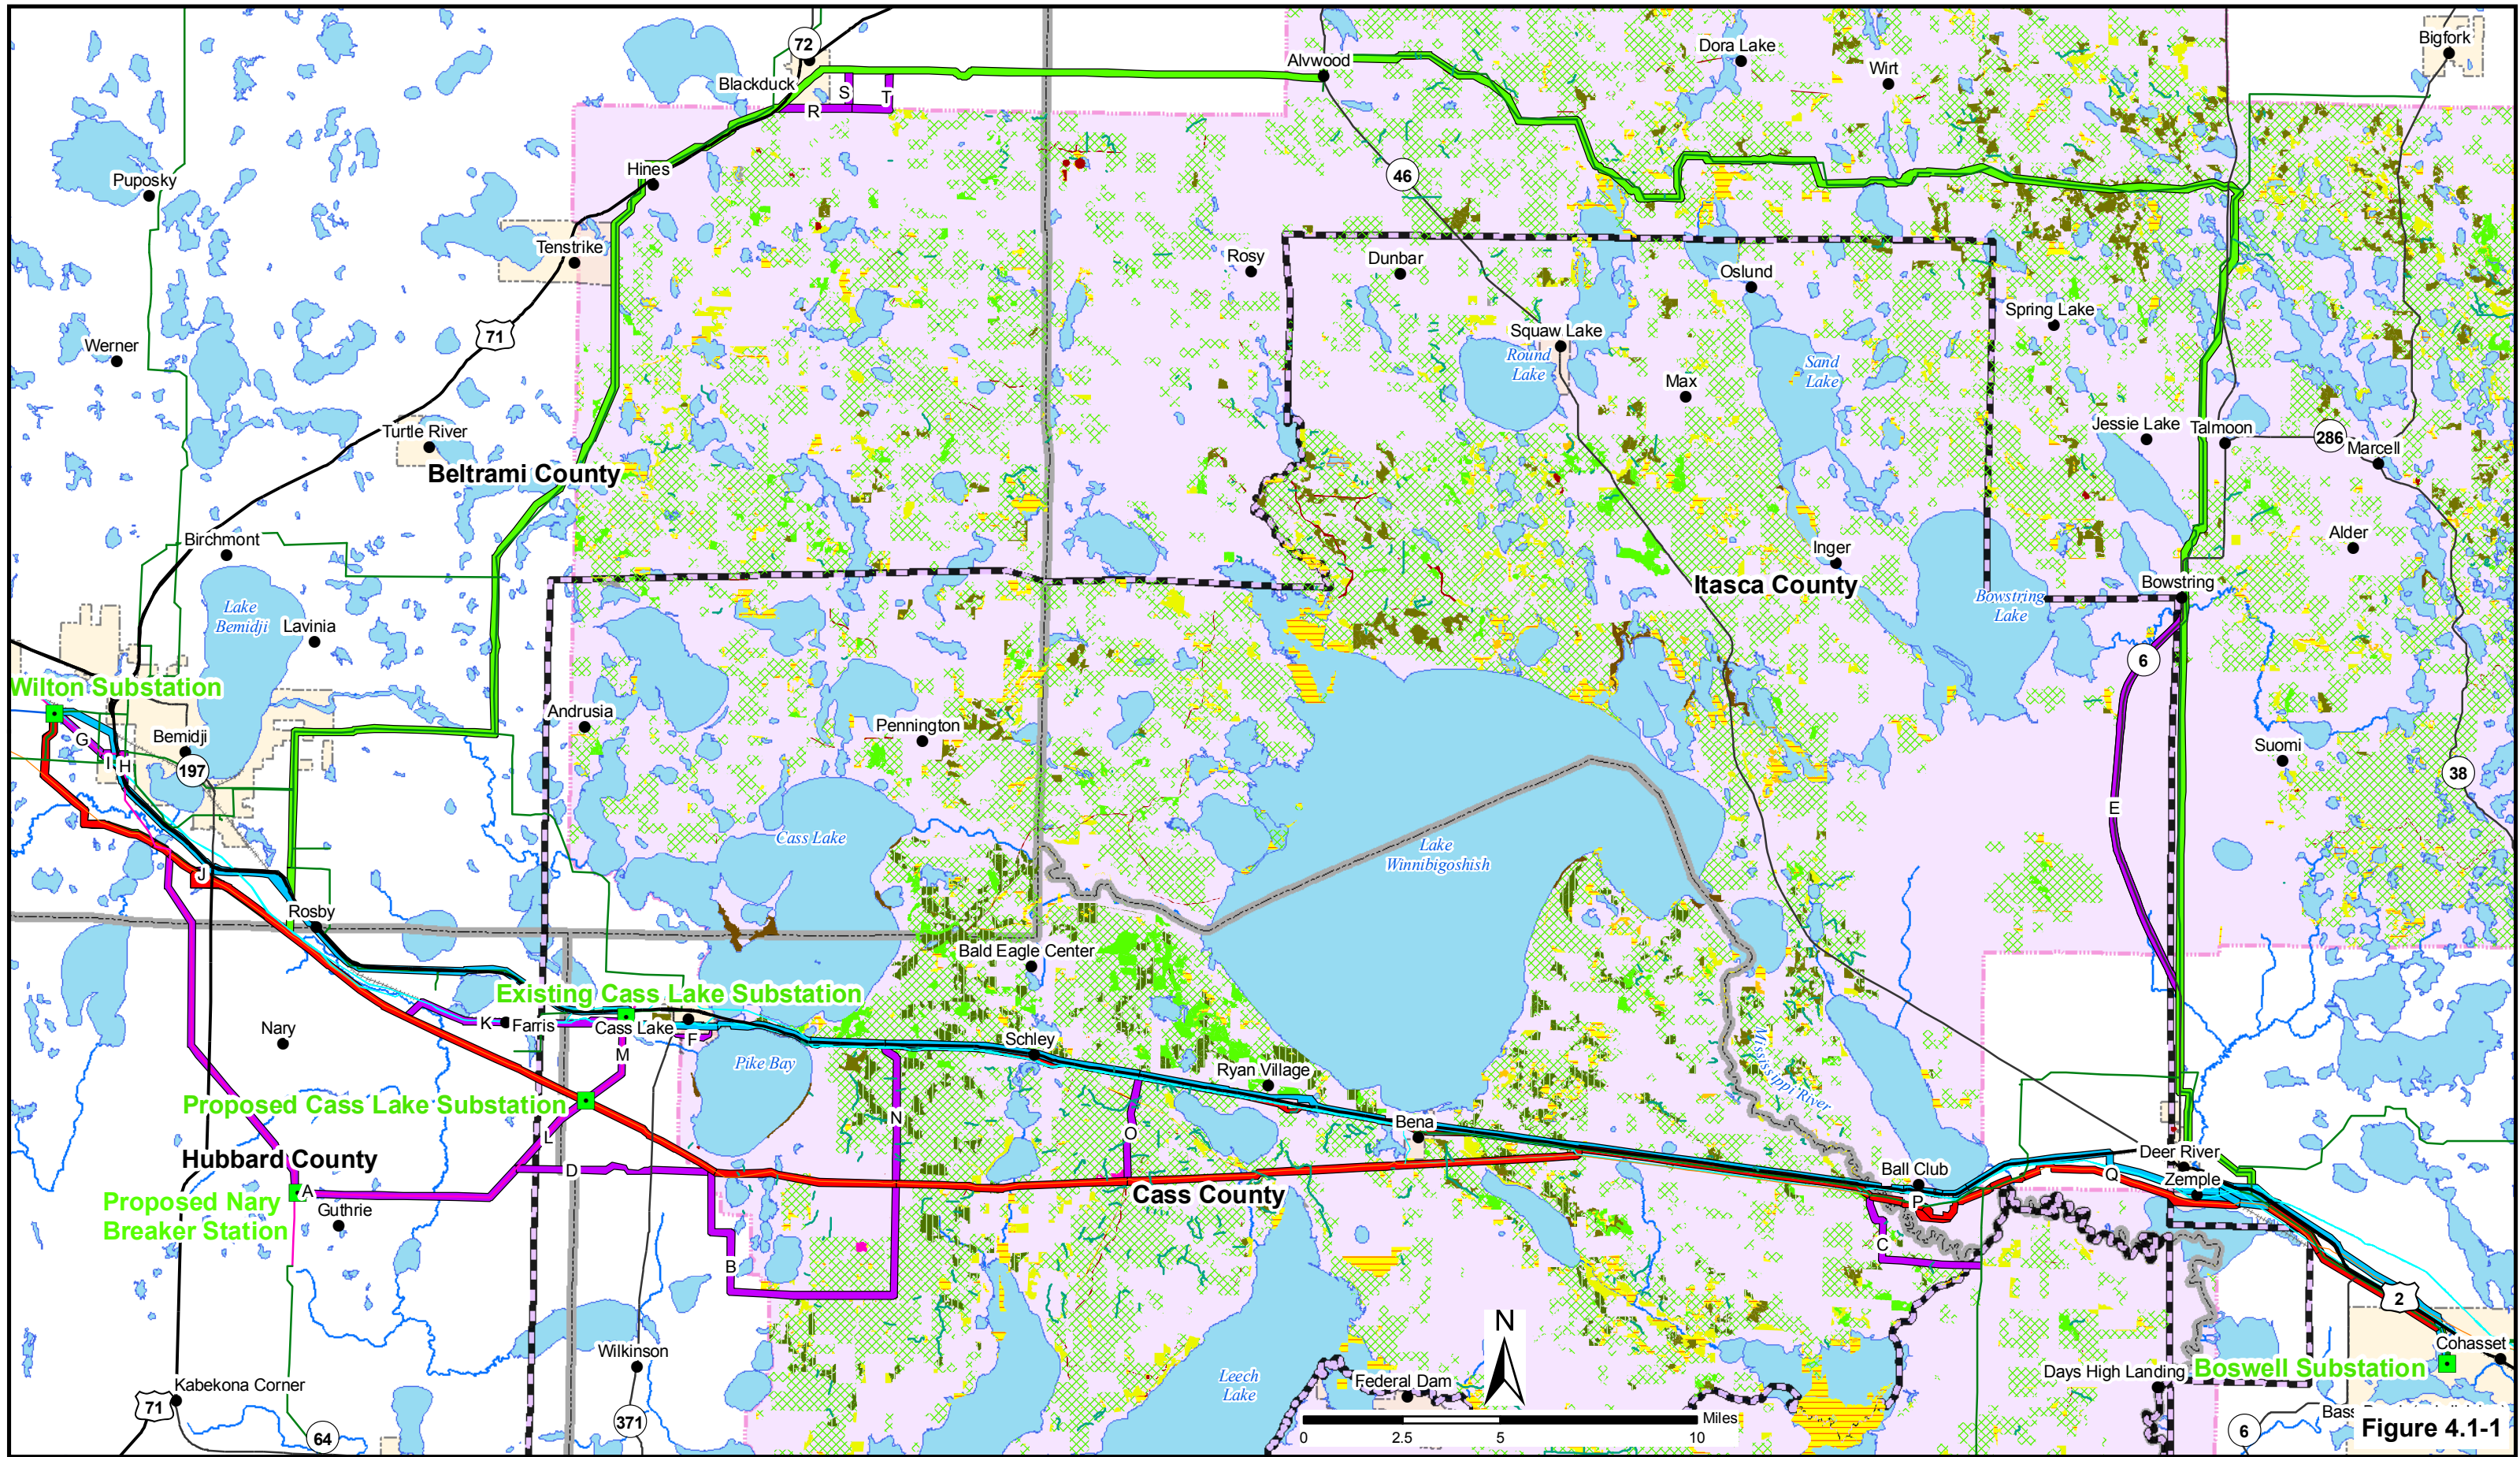 72
Blackduck
S
T
R
Alvwood
Dora Lake
Wirt
Bigfork
Puposky
Hines
46
Tenstrike
Rosy
Dunbar
Oslund
71
Werner
Squaw Lake
Round
Lake
Sand
Lake
Spring Lake
Max
Turtle River
Beltrami County
Jessie Lake
Talmoon
286
Marcell
Birchmont
Alder
Inger
Itasca County
Bowstring
Lake
Bemidji
Lavinia
Bowstring
Lake
6
Wilton Substation
Andrusia
Pennington
G
Bemidji
I
H
197
Suomi
38
E
Cass Lake
Lake
Winnibigoshish
J
Rosby
Bald Eagle Center
Existing Cass Lake Substation
Nary
K
Farris
Cass Lake
F
Schley
M
Pike Bay
Ryan Village
Mississippi River
Proposed Cass Lake Substation
N
O
Bena
L
Hubbard County
D
Deer River
Ball Club
Q
Zemple
Proposed Nary
Breaker Station
A
Guthrie
Cass County
P
B
C
2
N
Wilkinson
Cohasset
Leech
Lake
Federal Dam
Days High Landing
Boswell Substation
Kabekona Corner
71
64
371
Miles
0
2.5
5
10
6
Figure 4.1-1